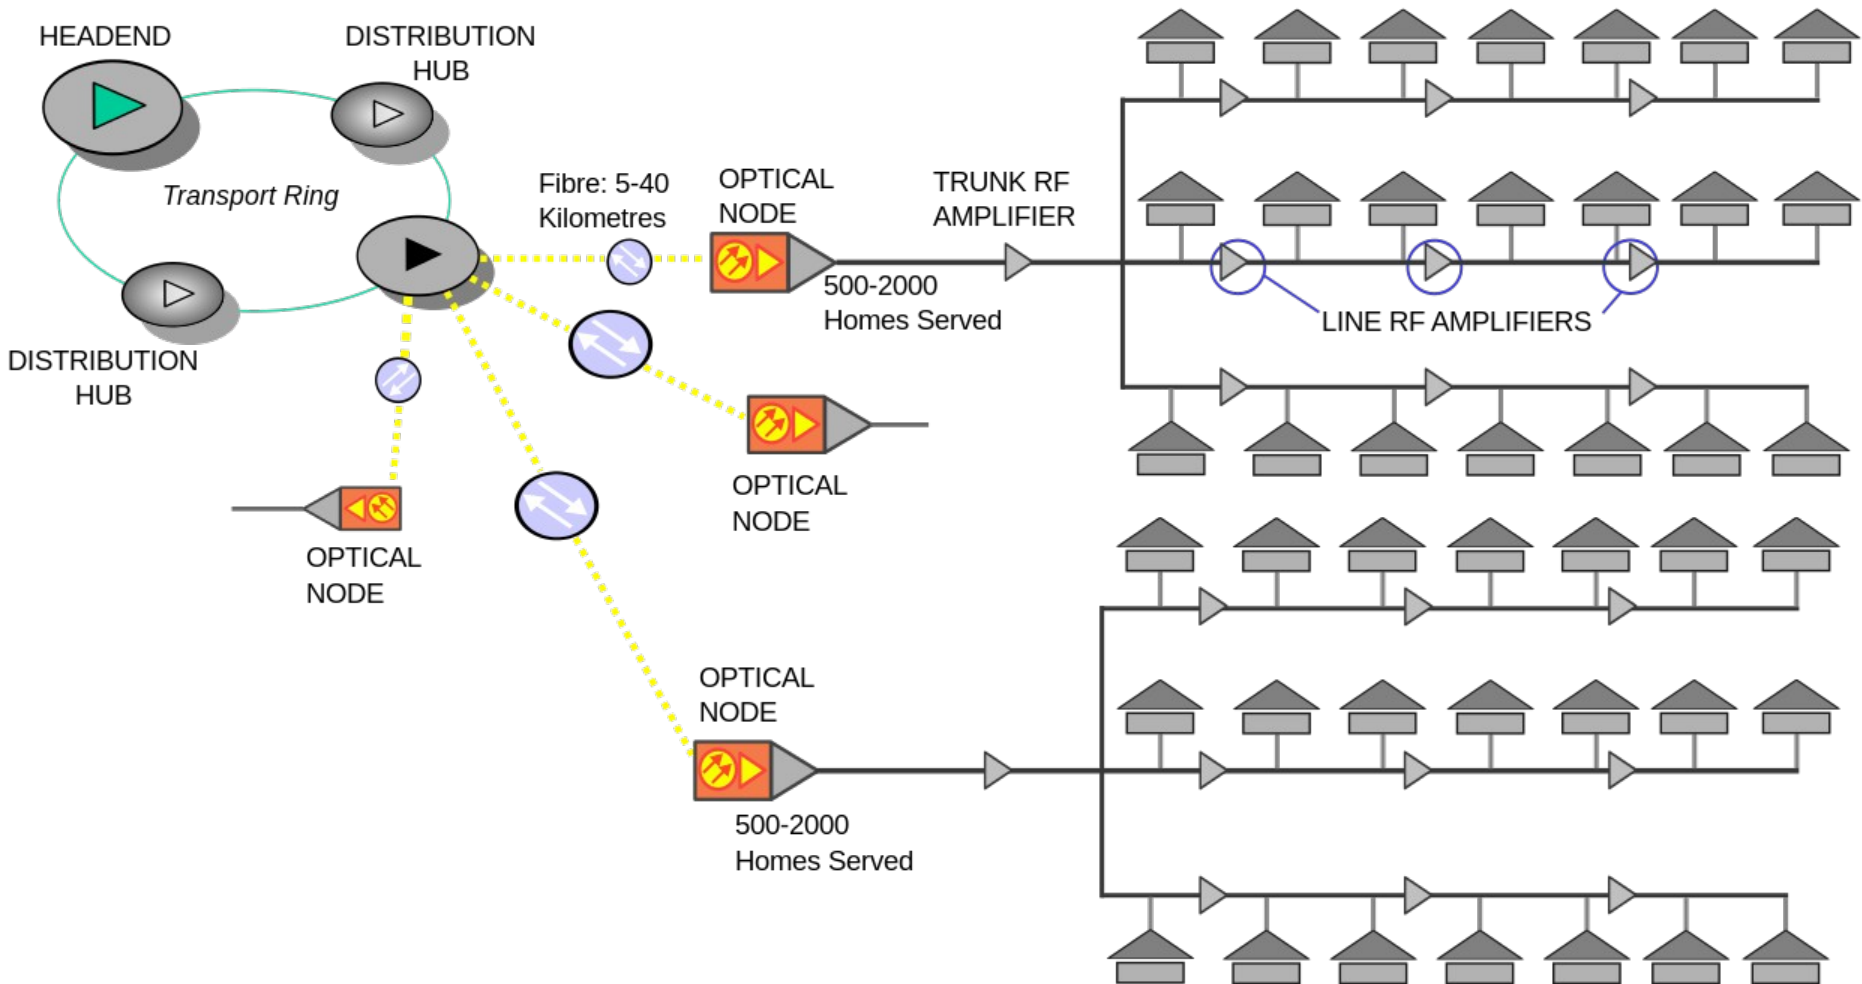 HEADEND
DISTRIBUTION
HUB
Transport Ring
DISTRIBUTION
HUB
Fibre: 5-40
Kilometres
OPTICAL
NODE
500-2000
Homes Served
TRUNK RF
AMPLIFIER
LINE RF AMPLIFIERS
OPTICAL
NODE
OPTICAL
NODE
OPTICAL
NODE
500-2000
Homes Served